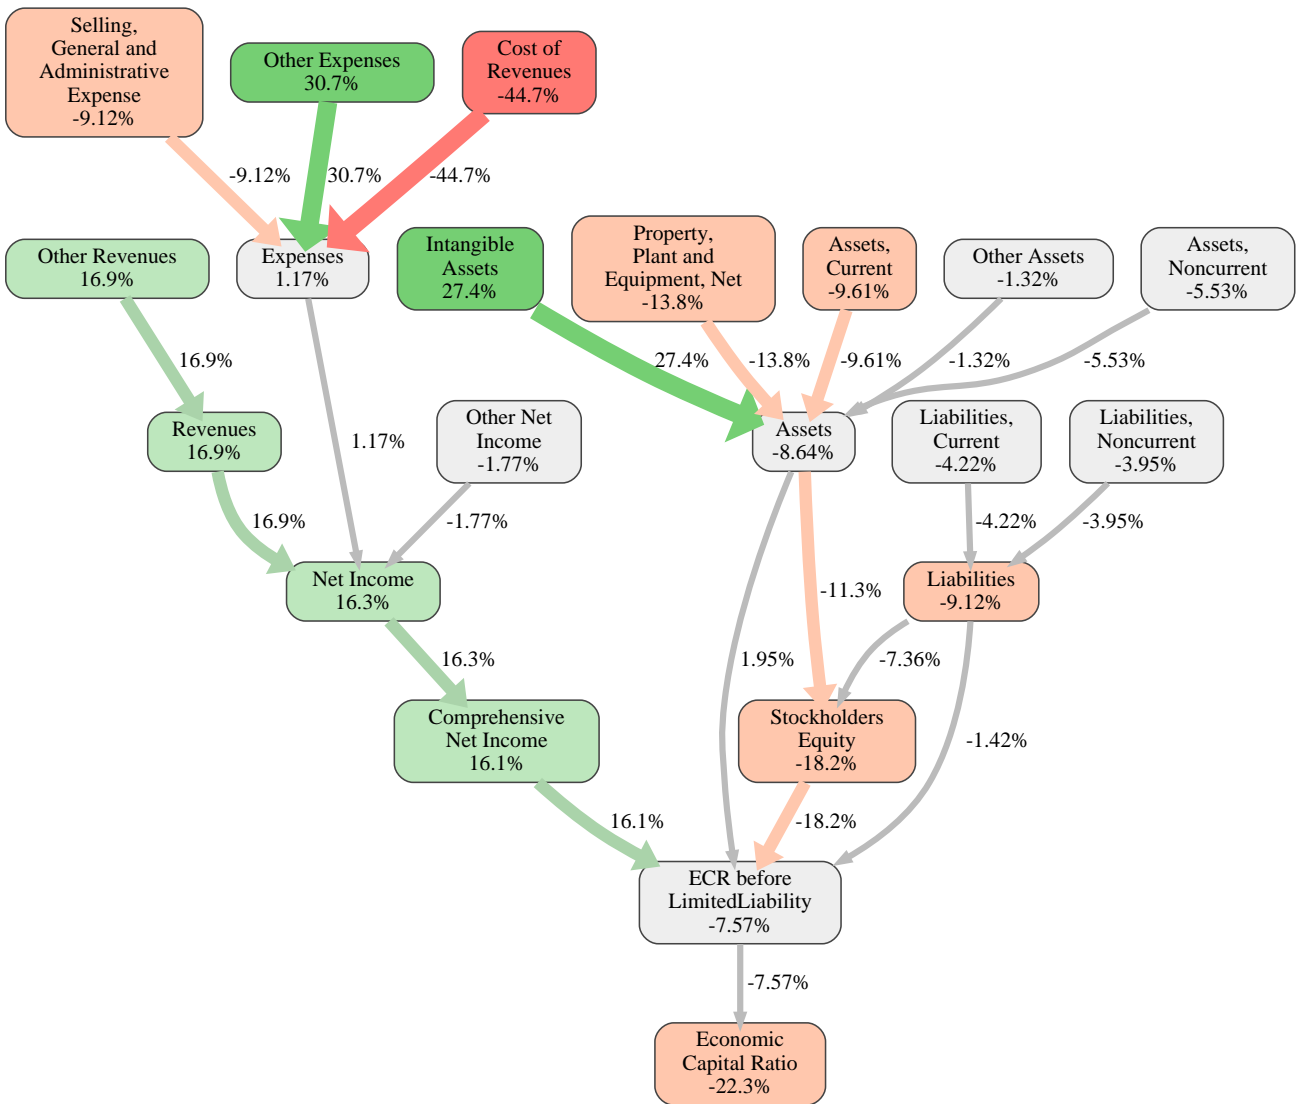 Selling,
General and
Administrative
Expense
-9.12%
Other Expenses
30.7%
Cost of
Revenues
-44.7%
-9.12%
30.7%
-44.7%
Other Revenues
16.9%
Expenses
1.17%
Intangible
Assets
27.4%
Property,
Plant and
Equipment, Net
-13.8%
Assets,
Current
-9.61%
Other Assets
-1.32%
Assets,
Noncurrent
-5.53%
16.9%
27.4%
-13.8%
-9.61%
-1.32%
-5.53%
Revenues
16.9%
1.17%
Other Net
Income
-1.77%
Assets
-8.64%
Liabilities,
Current
-4.22%
Liabilities,
Noncurrent
-3.95%
16.9%
-1.77%
-4.22%
-3.95%
Net Income
16.3%
-11.3%
Liabilities
-9.12%
16.3%
1.95%
-7.36%
Comprehensive
Net Income
16.1%
Stockholders
Equity
-18.2%
-1.42%
16.1%
-18.2%
ECR before
LimitedLiability
-7.57%
-7.57%
Economic
Capital Ratio
-22.3%